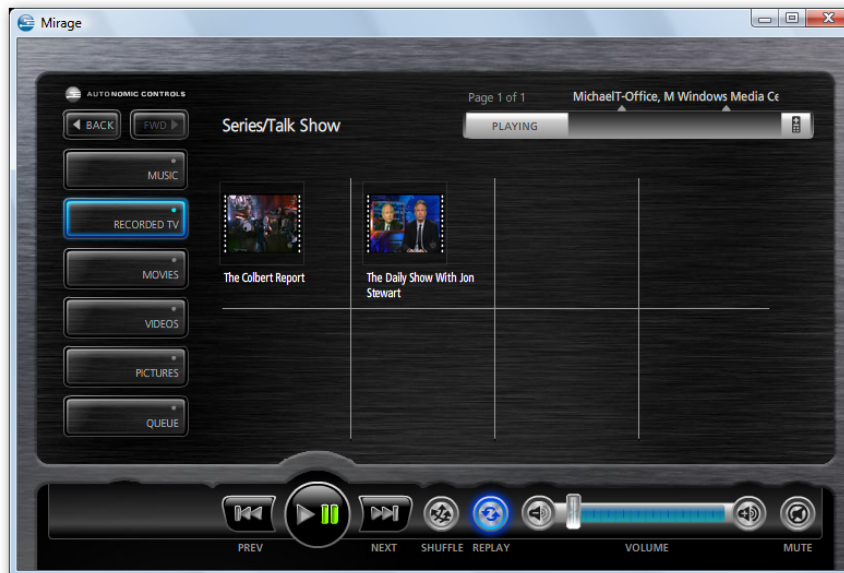 Mirage
AUTONOMIC CONTROLS
Page 1 of 1
MichaelT-Office, M Windows Media Ce
BACK
FWD
Series/Talk Show
PLAYING
MUSIC
RECORDED TV
MOVIES
VIDEOS
PICTURES
QUEUE
The Colbert Report
The Daily Show With Jon
Stewart
PREV
NEXT
SHUFFLE
REPLAY
VOLUME
MUTE